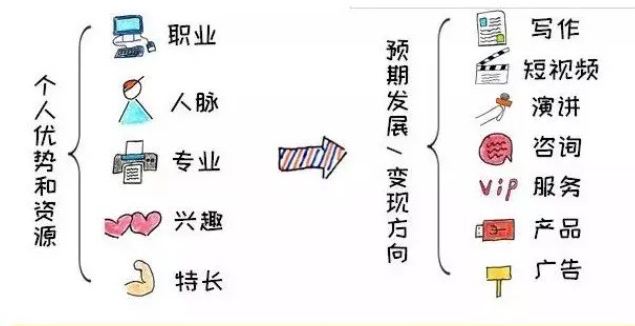 个人优势和资源
职业
人脉
专业
兴趣
特长
预期发展/变现方向
写作
短视频
演讲
咨询
vip 服务
产品
广告